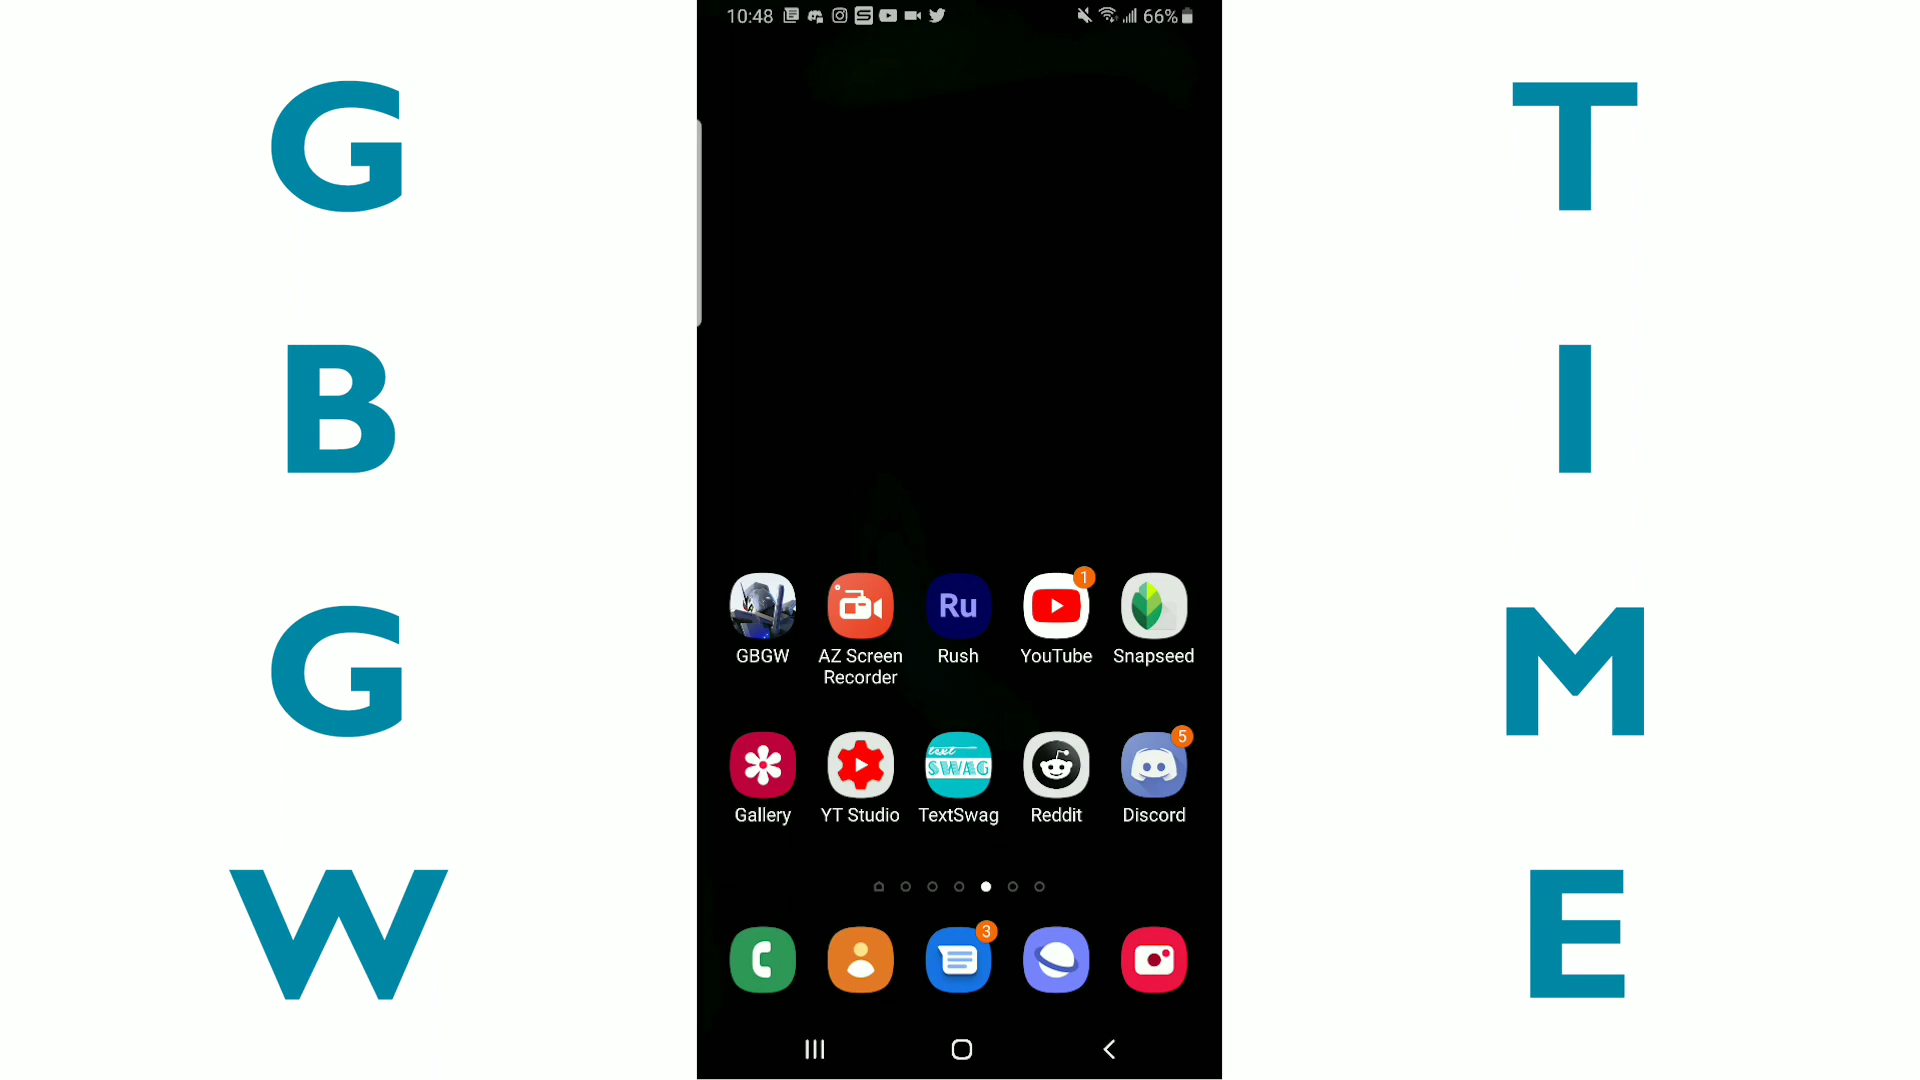 G
B
G
W
10:48
66%
1
Ru
GBGW
AZ Screen
Recorder
Rush
YouTube
Snapseed
5
text
SWAG
Gallery
YT Studio
TextSwag
Reddit
Discord
3
T
I
M
E